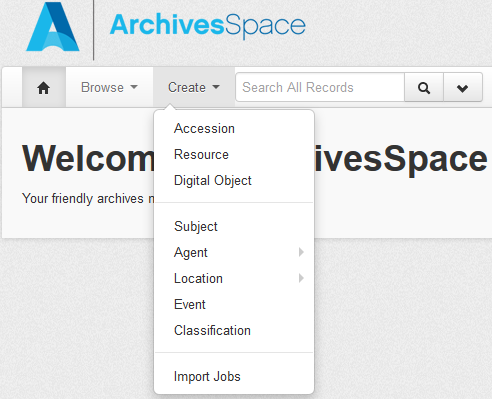 ArchivesSpace
Browse Create Search All Records
Accession
Resource
Digital Object
Subject
Agent
Location
Event
Classification
Import Jobs
Welcom ivesSpace
Your friendly archives